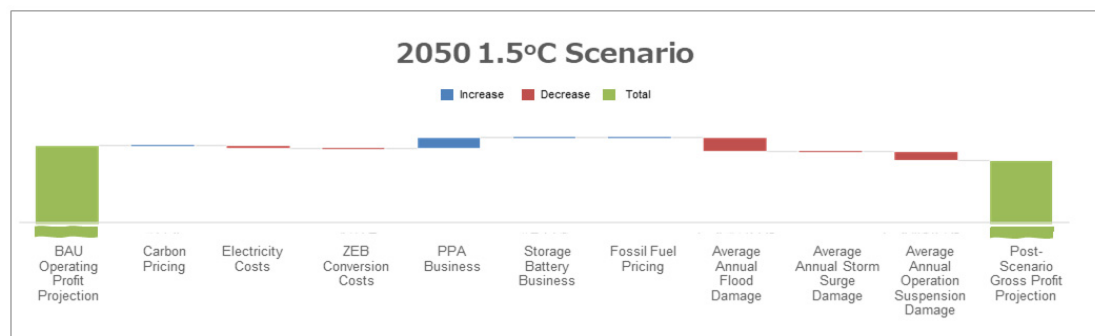 2050 1.5°C Scenario
Increase Decrease Total
BAU
Operating
Profit
Projection
Carbon
Pricing
Electricity
Costs
ZEB
Conversion
Costs
PPA
Business
Storage
Battery
Business
Fossil Fuel
Pricing
Average
Annual
Flood
Damage
Average
Annual Storm
Surge
Damage
Average
Annual
Operation
Suspension
Damage
Post-
Scenario
Gross Profit
Projection